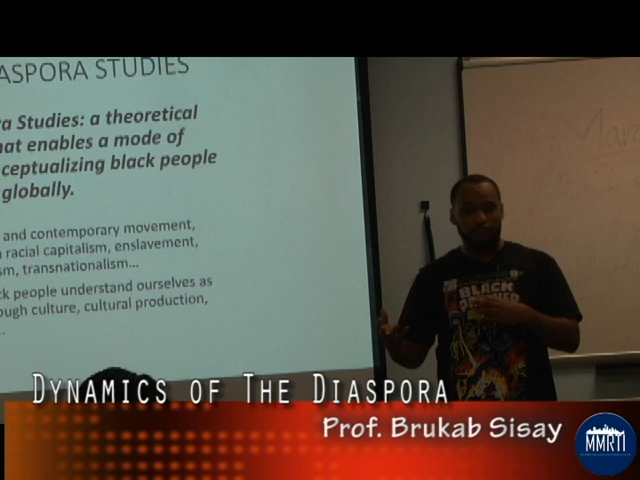 ASPORA STUDIES
ra Studies: a theoretical
hat enables a mode of
ceptualizing black people
globally.
and contemporary movement,
racial capitalism, enslavement,
sm, transnationalism...
ck people understand ourselves as
ough culture, cultural production,
BLACK
PANTHER
DYNAMICS OF THE DIASPORA
Prof. Brukab Sisay
MMRTI